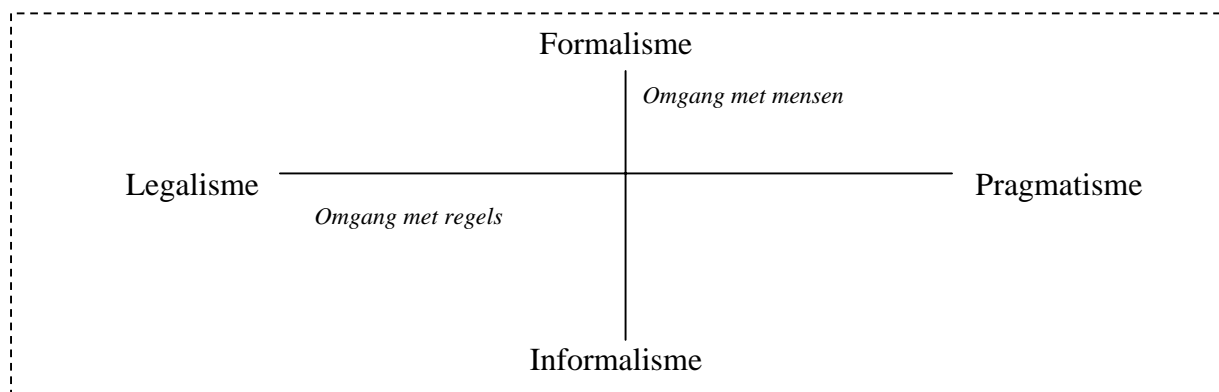 Formalisme
Omgang met mensen
Legalisme
Pragmatisme
Omgang met regels
Informalisme